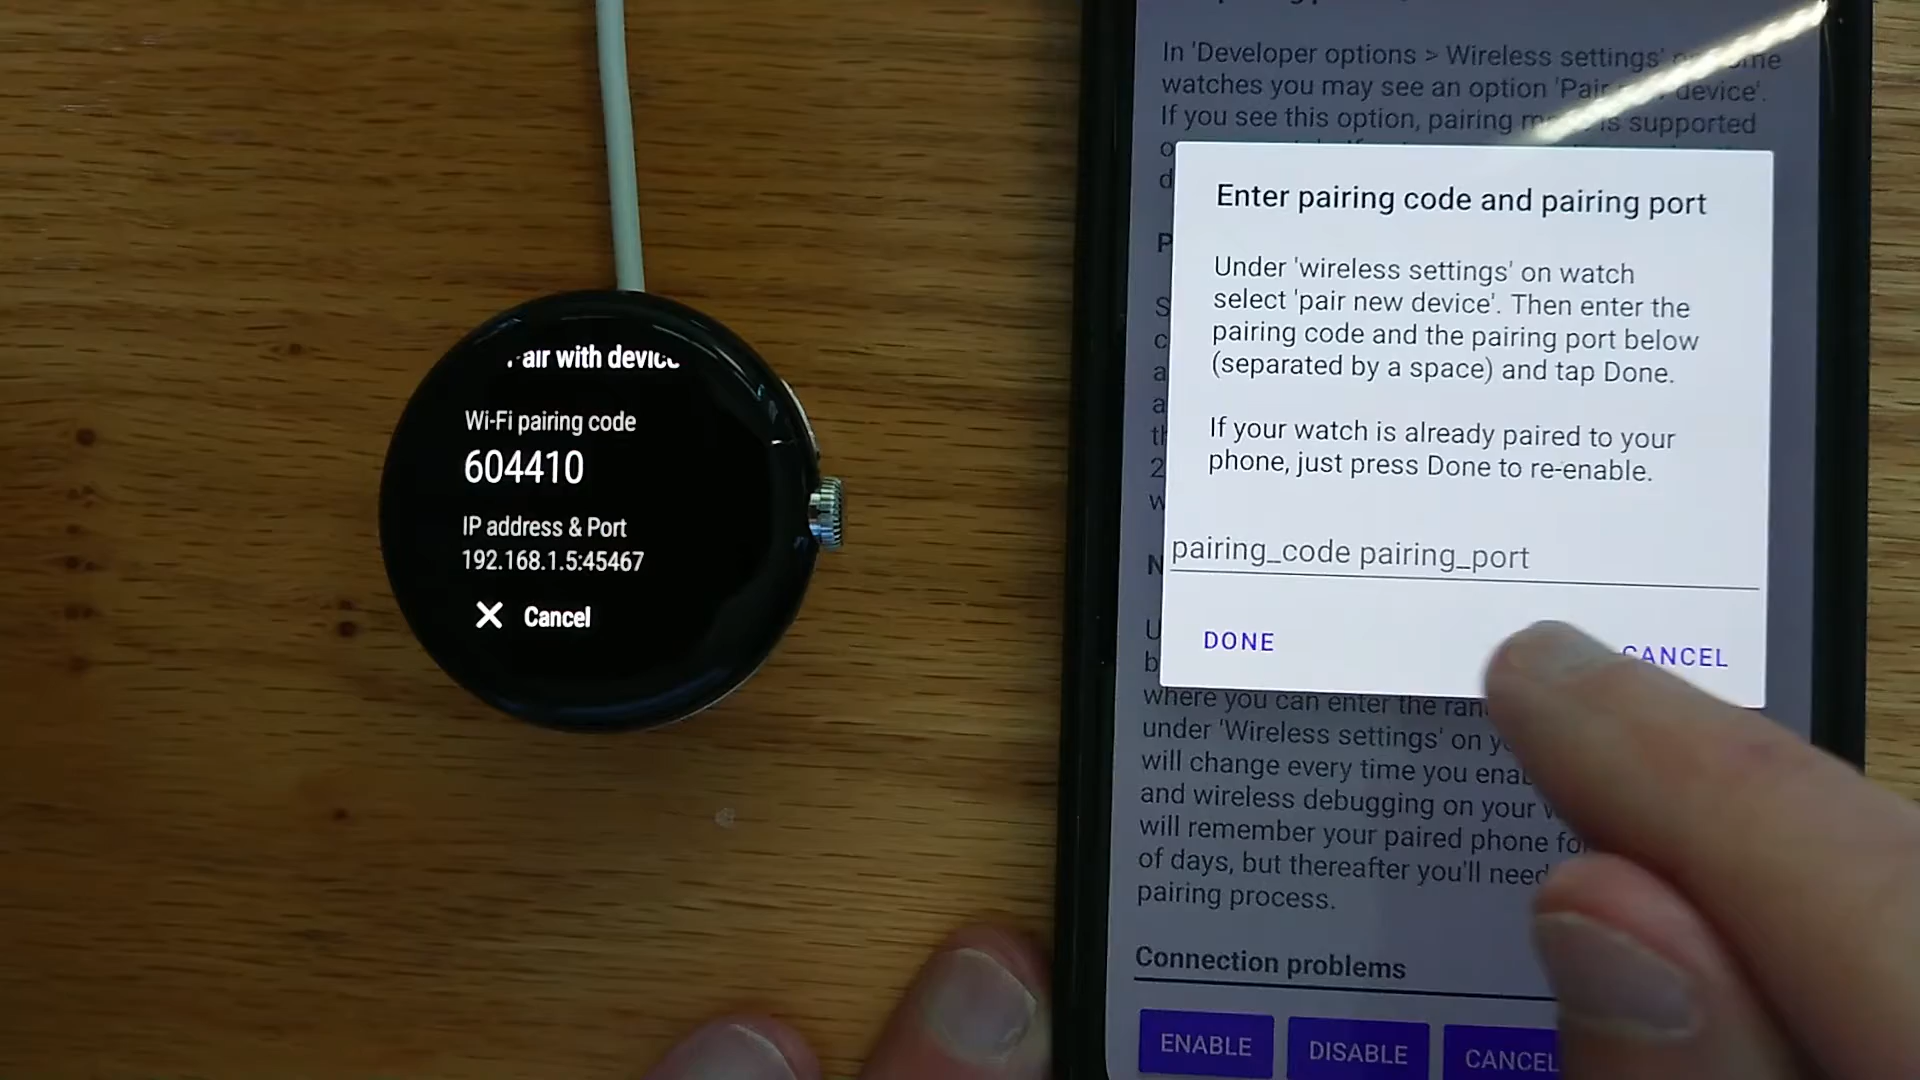 air with device
Wi-Fi pairing code
604410
IP address & Port
192.168.1.5:45467
Cancel
In 'Developer options > Wireless settings'
watches you may see an option 'Pair device'.
If you see this option, pairing is supported
Enter pairing code and pairing port
Under 'wireless settings' on watch
select 'pair new device'. Then enter the
pairing code and the pairing port below
(separated by a space) and tap Done.
If your watch is already paired to your
phone, just press Done to re-enable.
pairing_code pairing_port
DONE
CANCEL
where you can enter the
under 'Wireless settings' on
will change every time you
and wireless debugging on your
will remember your paired phone
of days, but thereafter you'll need
pairing process.
Connection problems
ENABLE
DISABLE
CANCEL